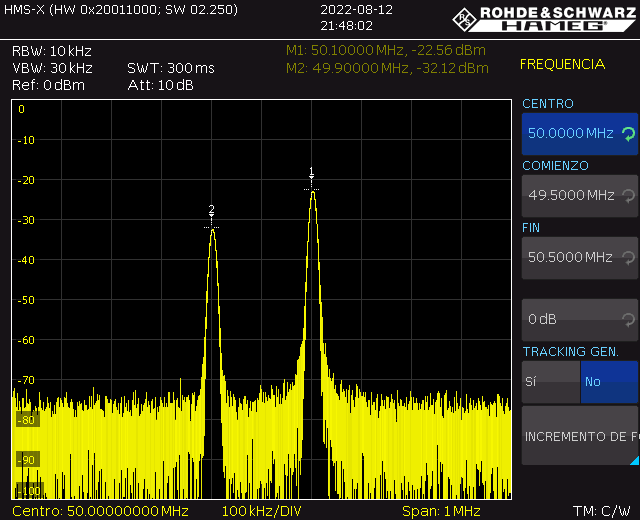 HMS-X (HW 0x20011000; SW 02.250)
2022-08-12
21:48:02
ROHDE & SCHWARZ
HAMEG
RBW: 10 kHz
VBW: 30 kHz
SWT: 300 ms
Ref: 0 dBm
Att: 10 dB
M1: 50.10000 MHz, -22.56 dBm
M2: 49.90000 MHz, -32.12 dBm
FREQUENCIA
CENTRO
50.0000 MHz
COMIENZO
49.5000 MHz
FIN
50.5000 MHz
0 dB
TRACKING GEN.
Sí
No
INCREMENTO DE F
0
-10
-20
-30
-40
-50
-60
-70
-80
-90
-100
1
2
Centro: 50.00000000 MHz
100 kHz/DIV
Span: 1 MHz
TM: C/W